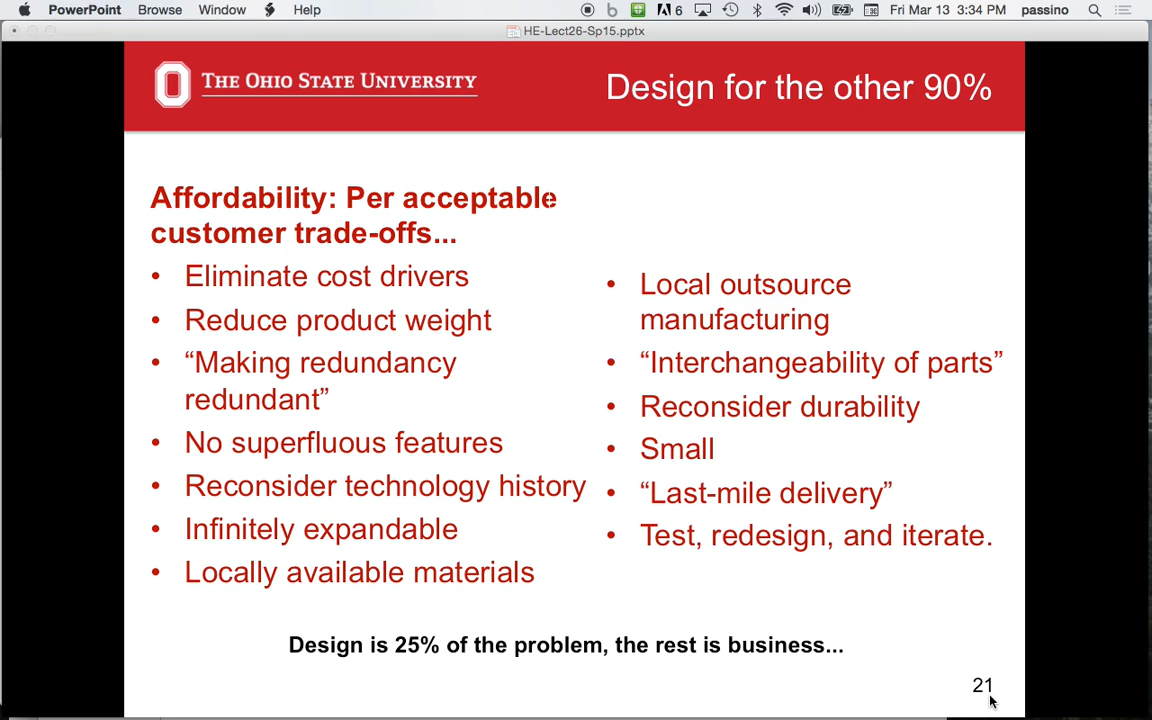 PowerPoint Browse Window Help 6 Fri Mar 13 3:34 PM passino
HE-Lect26-Sp15.pptx
THE OHIO STATE UNIVERSITY
Design for the other 90%
Affordability: Per acceptable
customer trade-offs...
• Eliminate cost drivers
• Reduce product weight
• “Making redundancy
redundant”
• No superfluous features
• Reconsider technology history
• Infinitely expandable
• Locally available materials
• Local outsource
manufacturing
• “Interchangeability of parts”
• Reconsider durability
• Small
• “Last-mile delivery”
• Test, redesign, and iterate.
Design is 25% of the problem, the rest is business...
21